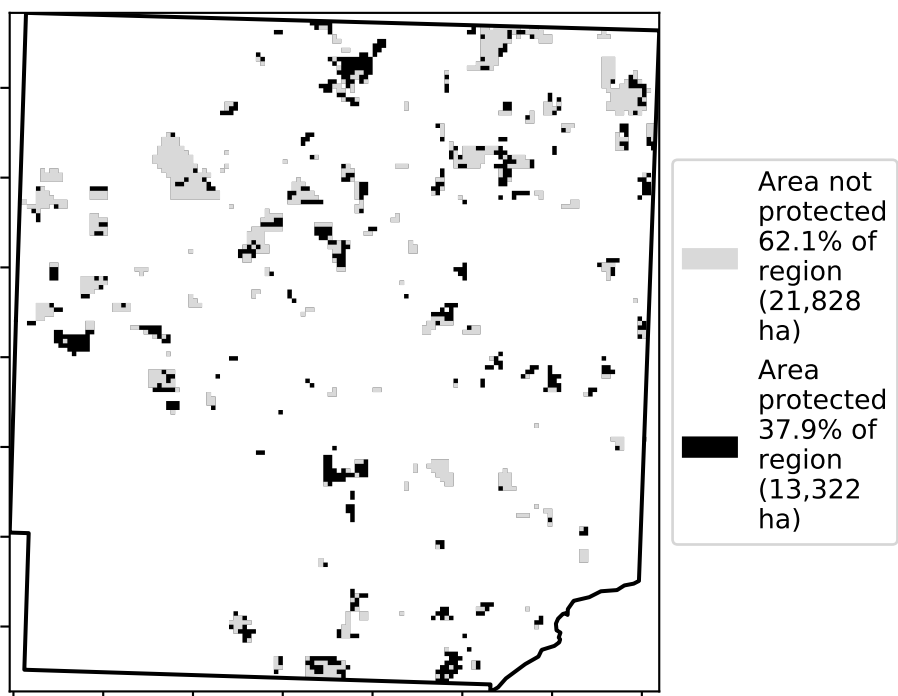 Area not
protected
62.1% of
region
(21,828
ha)
Area
protected
37.9% of
region
(13,322
ha)